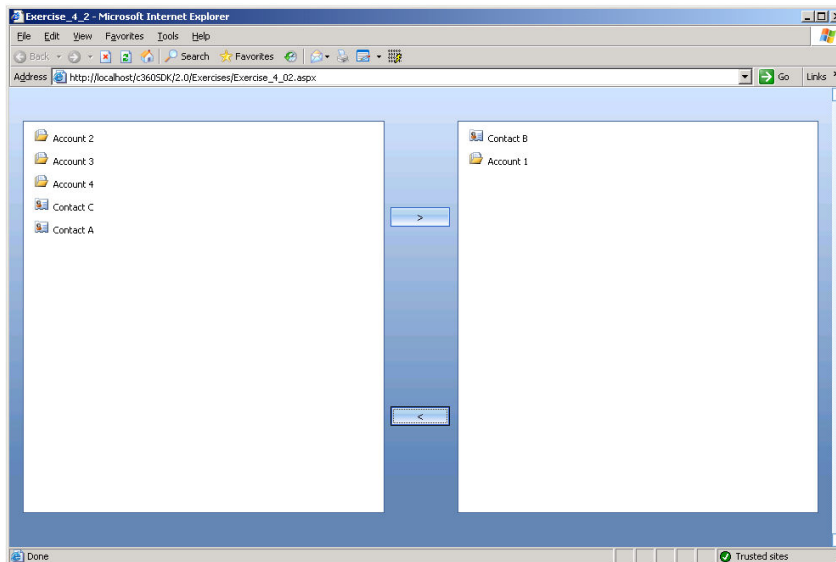 Exercise_4_2 - Microsoft Internet Explorer
File Edit View Favorites Tools Help
Back Search Favorites
Address http://localhost/c360SDK/2.0/Exercises/Exercise_4_02.aspx Go Links
Account 2
Account 3
Account 4
Contact C
Contact A
>
<
Contact B
Account 1
Done Trusted sites